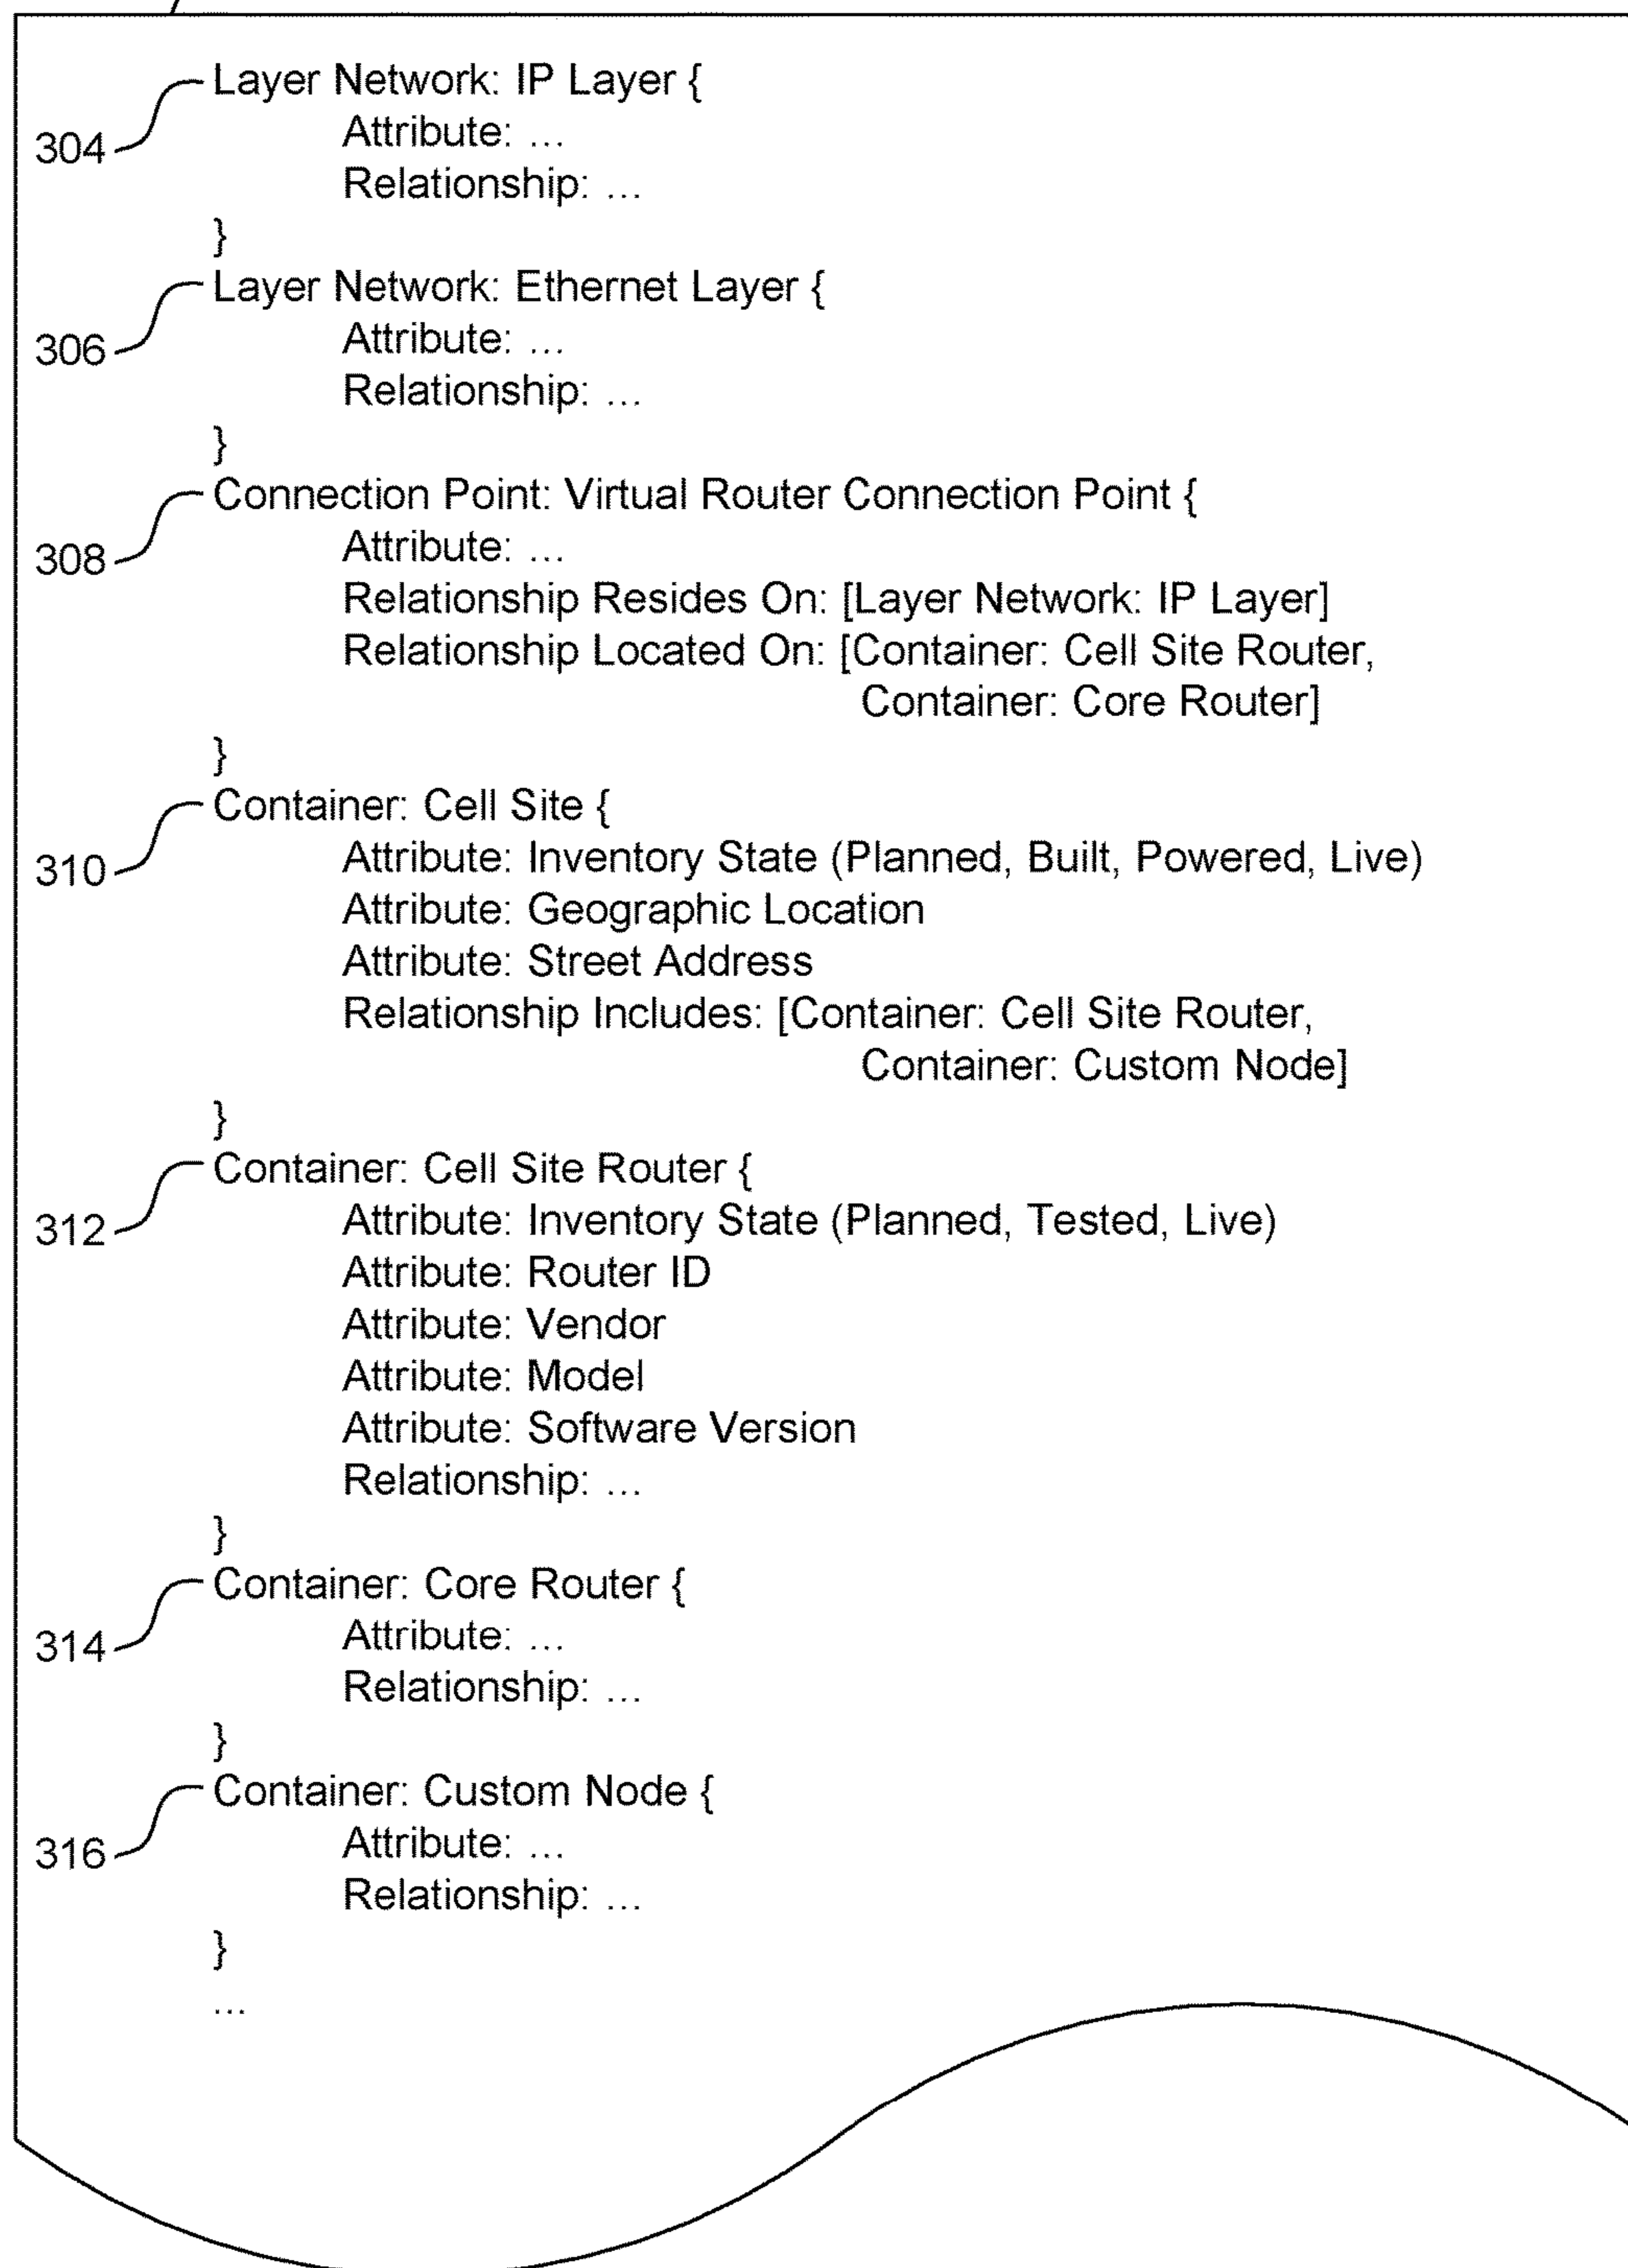 Layer Network: IP Layer {
304
Attribute: ...
Relationship: ...
}
Layer Network: Ethernet Layer {
306
Attribute: ...
Relationship: ...
}
Connection Point: Virtual Router Connection Point {
308
Attribute: ...
Relationship Resides On: [Layer Network: IP Layer]
Relationship Located On: [Container: Cell Site Router,
Container: Core Router]
}
Container: Cell Site {
310
Attribute: Inventory State (Planned, Built, Powered, Live)
Attribute: Geographic Location
Attribute: Street Address
Relationship Includes: [Container: Cell Site Router,
Container: Custom Node]
}
Container: Cell Site Router {
312
Attribute: Inventory State (Planned, Tested, Live)
Attribute: Router ID
Attribute: Vendor
Attribute: Model
Attribute: Software Version
Relationship: ...
}
Container: Core Router {
314
Attribute: ...
Relationship: ...
}
Container: Custom Node {
316
Attribute: ...
Relationship: ...
}
...